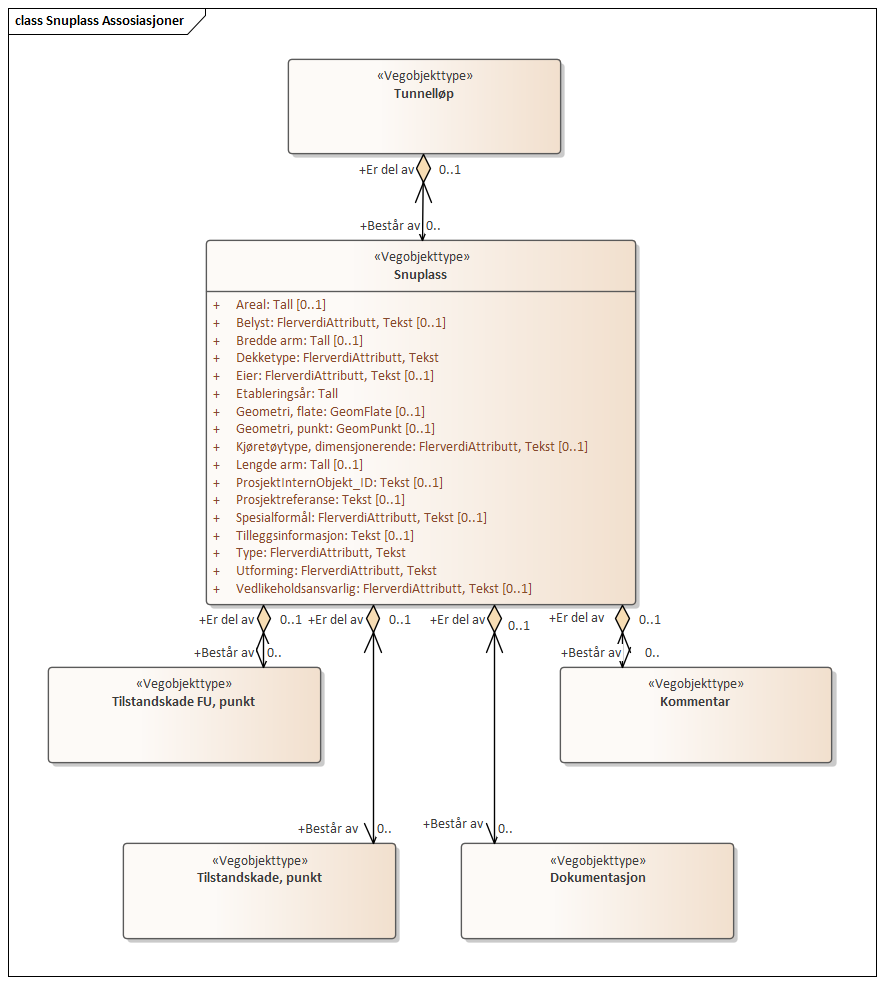 class Snuplass Assosiasjoner
«Vegobjekttype»
Tunnelløp
+Er del av 0..1
+Består av 0..
«Vegobjekttype»
Snuplass
+ Areal: Tall [0..1]
+ Belyst: FlerverdiAttributt, Tekst [0..1]
+ Bredde arm: Tall [0..1]
+ Dekketype: FlerverdiAttributt, Tekst
+ Eier: FlerverdiAttributt, Tekst [0..1]
+ Etableringsår: Tall
+ Geometri, flate: GeomFlate [0..1]
+ Geometri, punkt: GeomPunkt [0..1]
+ Kjøretøytype, dimensjonerende: FlerverdiAttributt, Tekst [0..1]
+ Lengde arm: Tall [0..1]
+ ProsjektInternObjekt_ID: Tekst [0..1]
+ Prosjektreferanse: Tekst [0..1]
+ Spesialformål: FlerverdiAttributt, Tekst [0..1]
+ Tilleggsinformasjon: Tekst [0..1]
+ Type: FlerverdiAttributt, Tekst
+ Utforming: FlerverdiAttributt, Tekst
+ Vedlikeholdsansvarlig: FlerverdiAttributt, Tekst [0..1]
+Er del av 0..1 +Er del av 0..1 +Er del av 0..1 +Er del av 0..1
+Består av 0.. +Består av 0..
«Vegobjekttype»
Tilstandskade FU, punkt
«Vegobjekttype»
Kommentar
+Består av 0.. +Består av 0..
«Vegobjekttype»
Tilstandskade, punkt
«Vegobjekttype»
Dokumentasjon